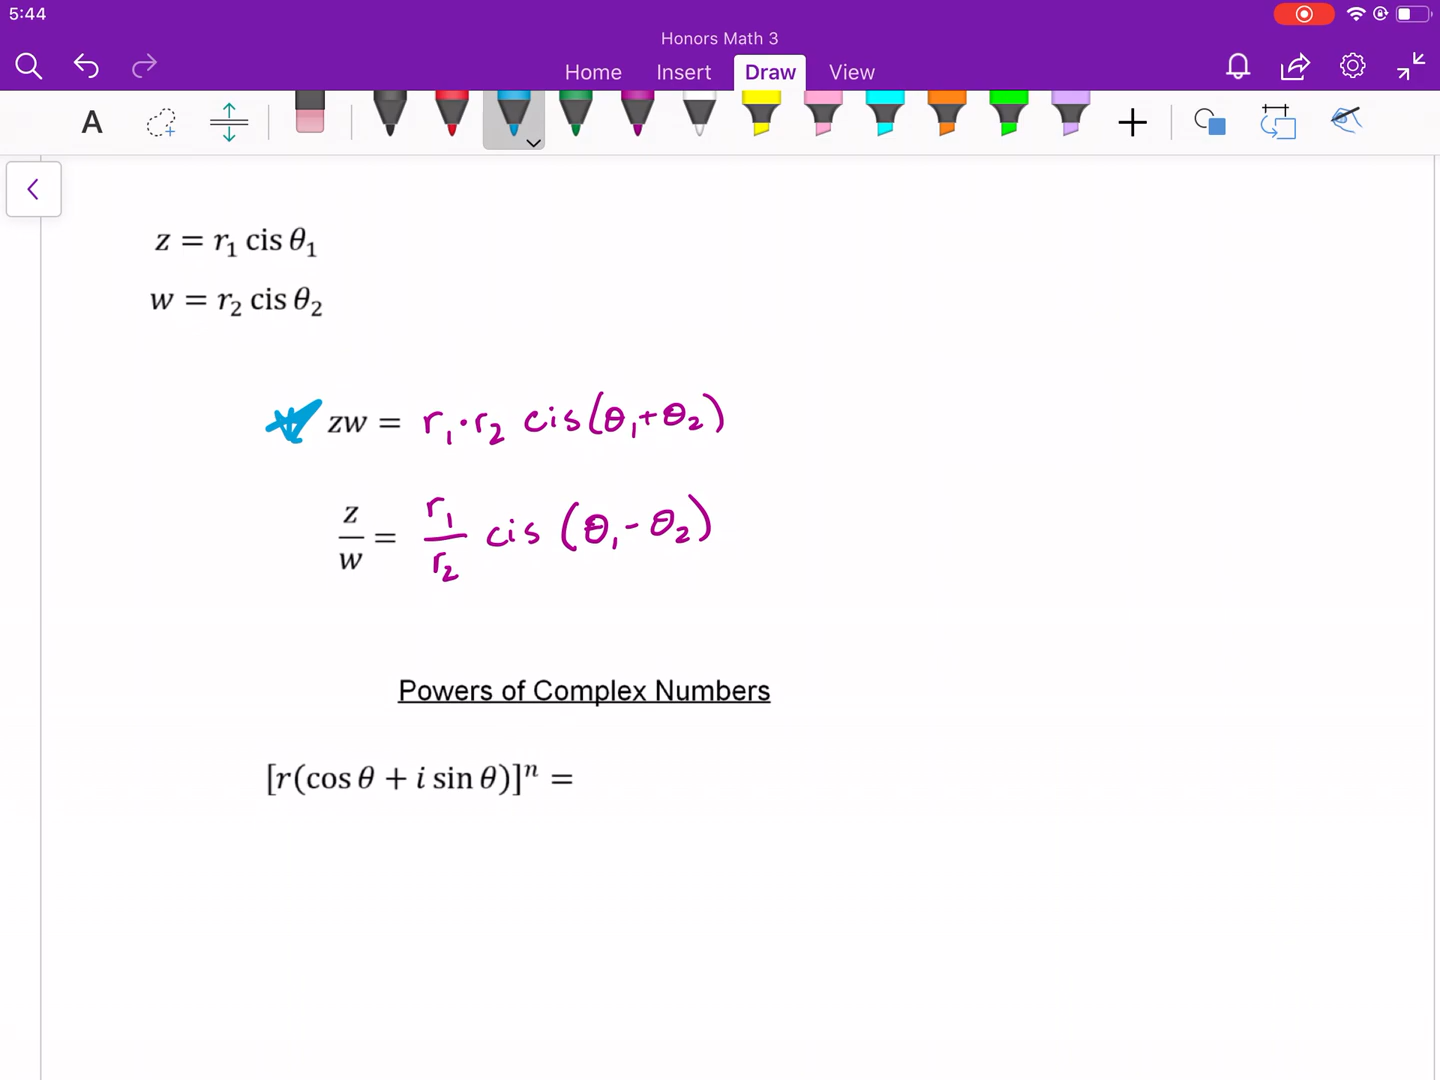 5:44
Honors Math 3
Home Insert Draw View
A
z = r₁ cis θ₁
w = r₂ cis θ₂
zw = r₁·r₂ cis(θ₁+θ₂)
z/w = r₁/r₂ cis (θ₁-θ₂)
Powers of Complex Numbers
[r(cos θ + i sin θ)]ⁿ =